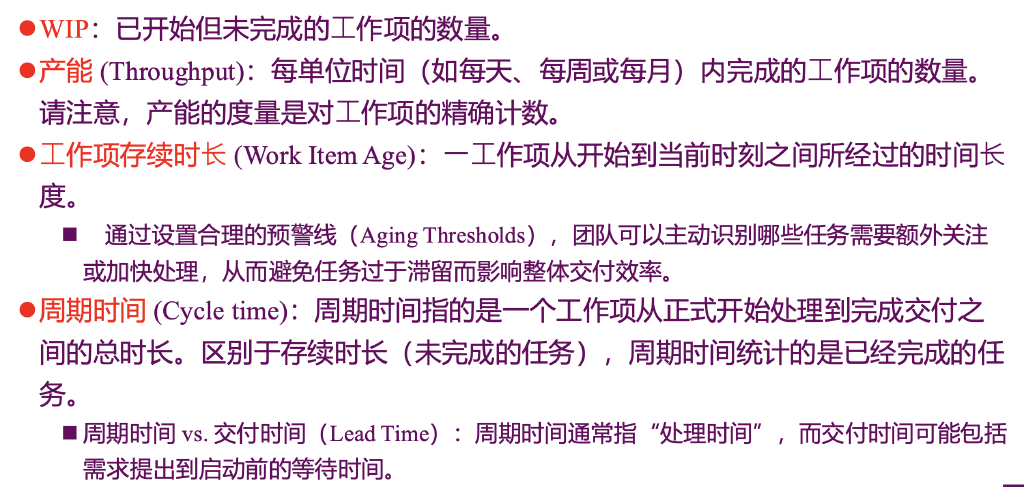 ●WIP：已开始但未完成的工作项的数量。
●产能 (Throughput)：每单位时间（如每天、每周或每月）内完成的工作项的数量。
请注意，产能的度量是对工作项的精确计数。
●工作项存续时长 (Work Item Age)：一工作项从开始到当前时刻之间所经过的时间长
度。
■ 通过设置合理的预警线（Aging Thresholds），团队可以主动识别哪些任务需要额外关注
或加快处理，从而避免任务过于滞留而影响整体交付效率。
●周期时间 (Cycle time)：周期时间指的是一个工作项从正式开始处理到完成交付之
间的总时长。区别于存续时长（未完成的任务），周期时间统计的是已经完成的任
务。
■周期时间 vs. 交付时间（Lead Time）：周期时间通常指“处理时间”，而交付时间可能包括
需求提出到启动前的等待时间。